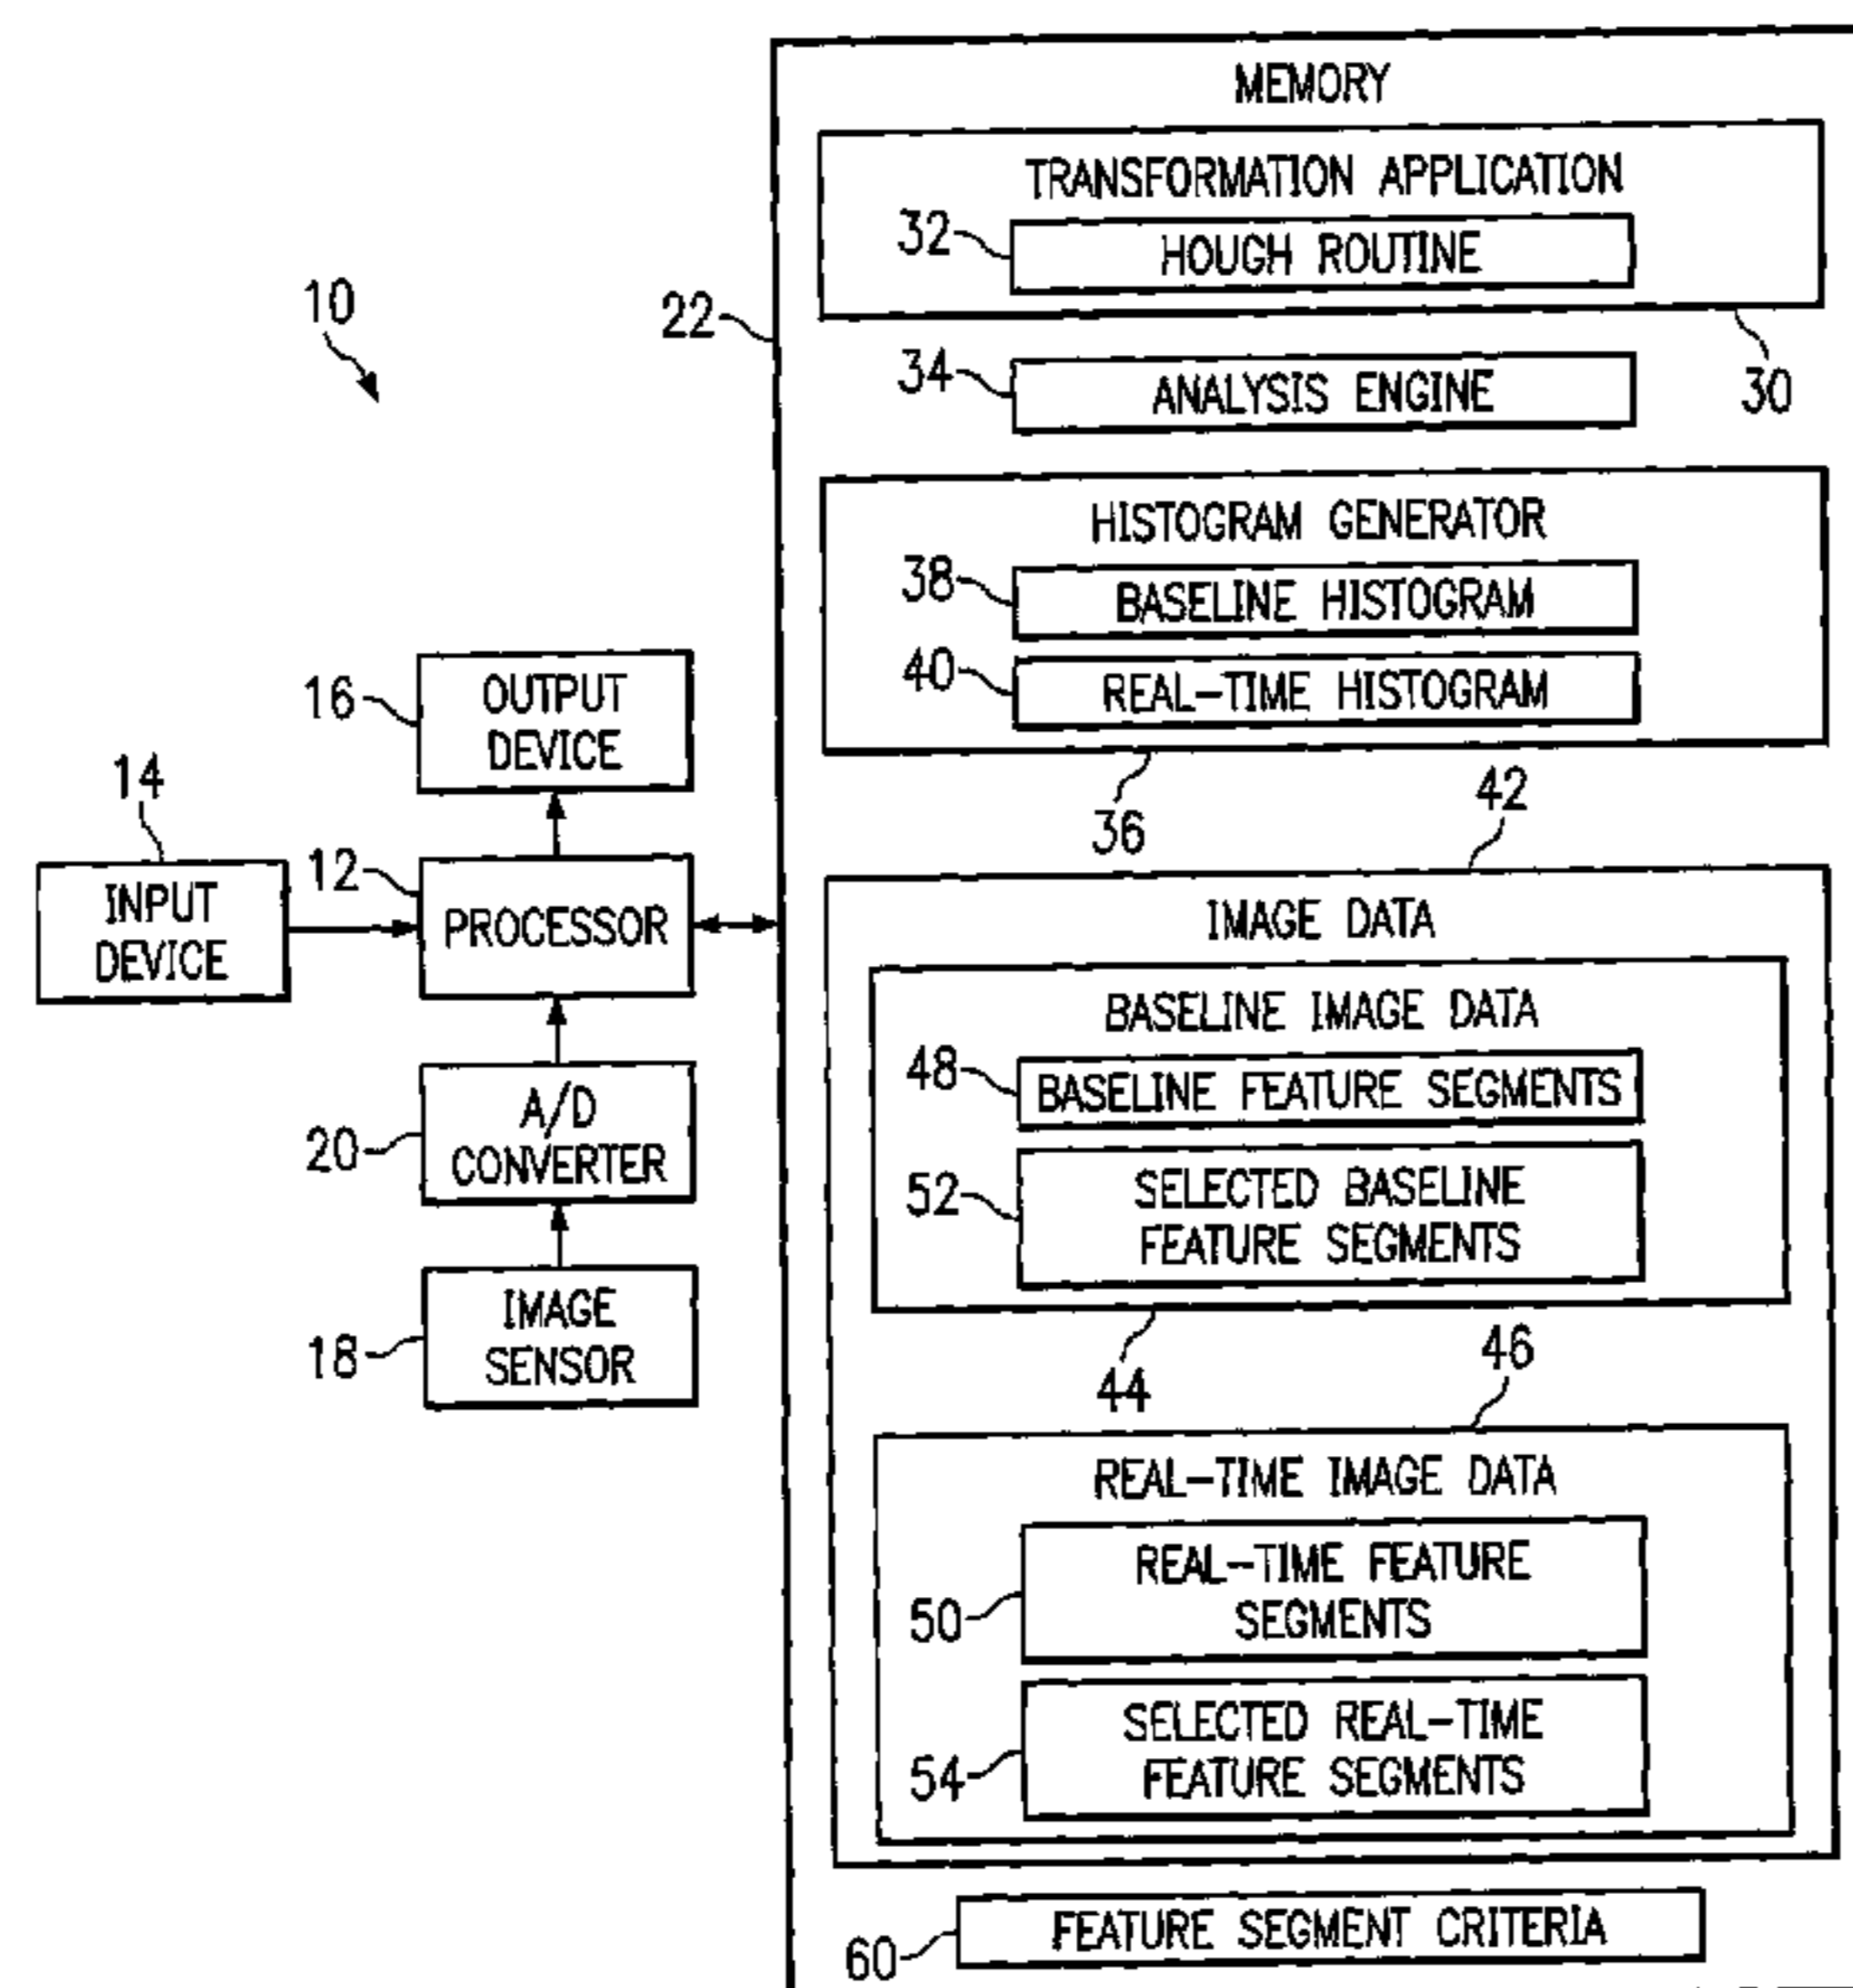 MEMORY
TRANSFORMATION APPLICATION
32
HOUGH ROUTINE
10
22
30
34
ANALYSIS ENGINE
HISTOGRAM GENERATOR
38
BASELINE HISTOGRAM
40
REAL-TIME HISTOGRAM
36
16
OUTPUT
DEVICE
14
INPUT
DEVICE
12
PROCESSOR
20
A/D
CONVERTER
18
IMAGE
SENSOR
42
IMAGE DATA
BASELINE IMAGE DATA
48
BASELINE FEATURE SEGMENTS
52
SELECTED BASELINE
FEATURE SEGMENTS
44
46
REAL-TIME IMAGE DATA
50
REAL-TIME FEATURE
SEGMENTS
54
SELECTED REAL-TIME
FEATURE SEGMENTS
60
FEATURE SEGMENT CRITERIA